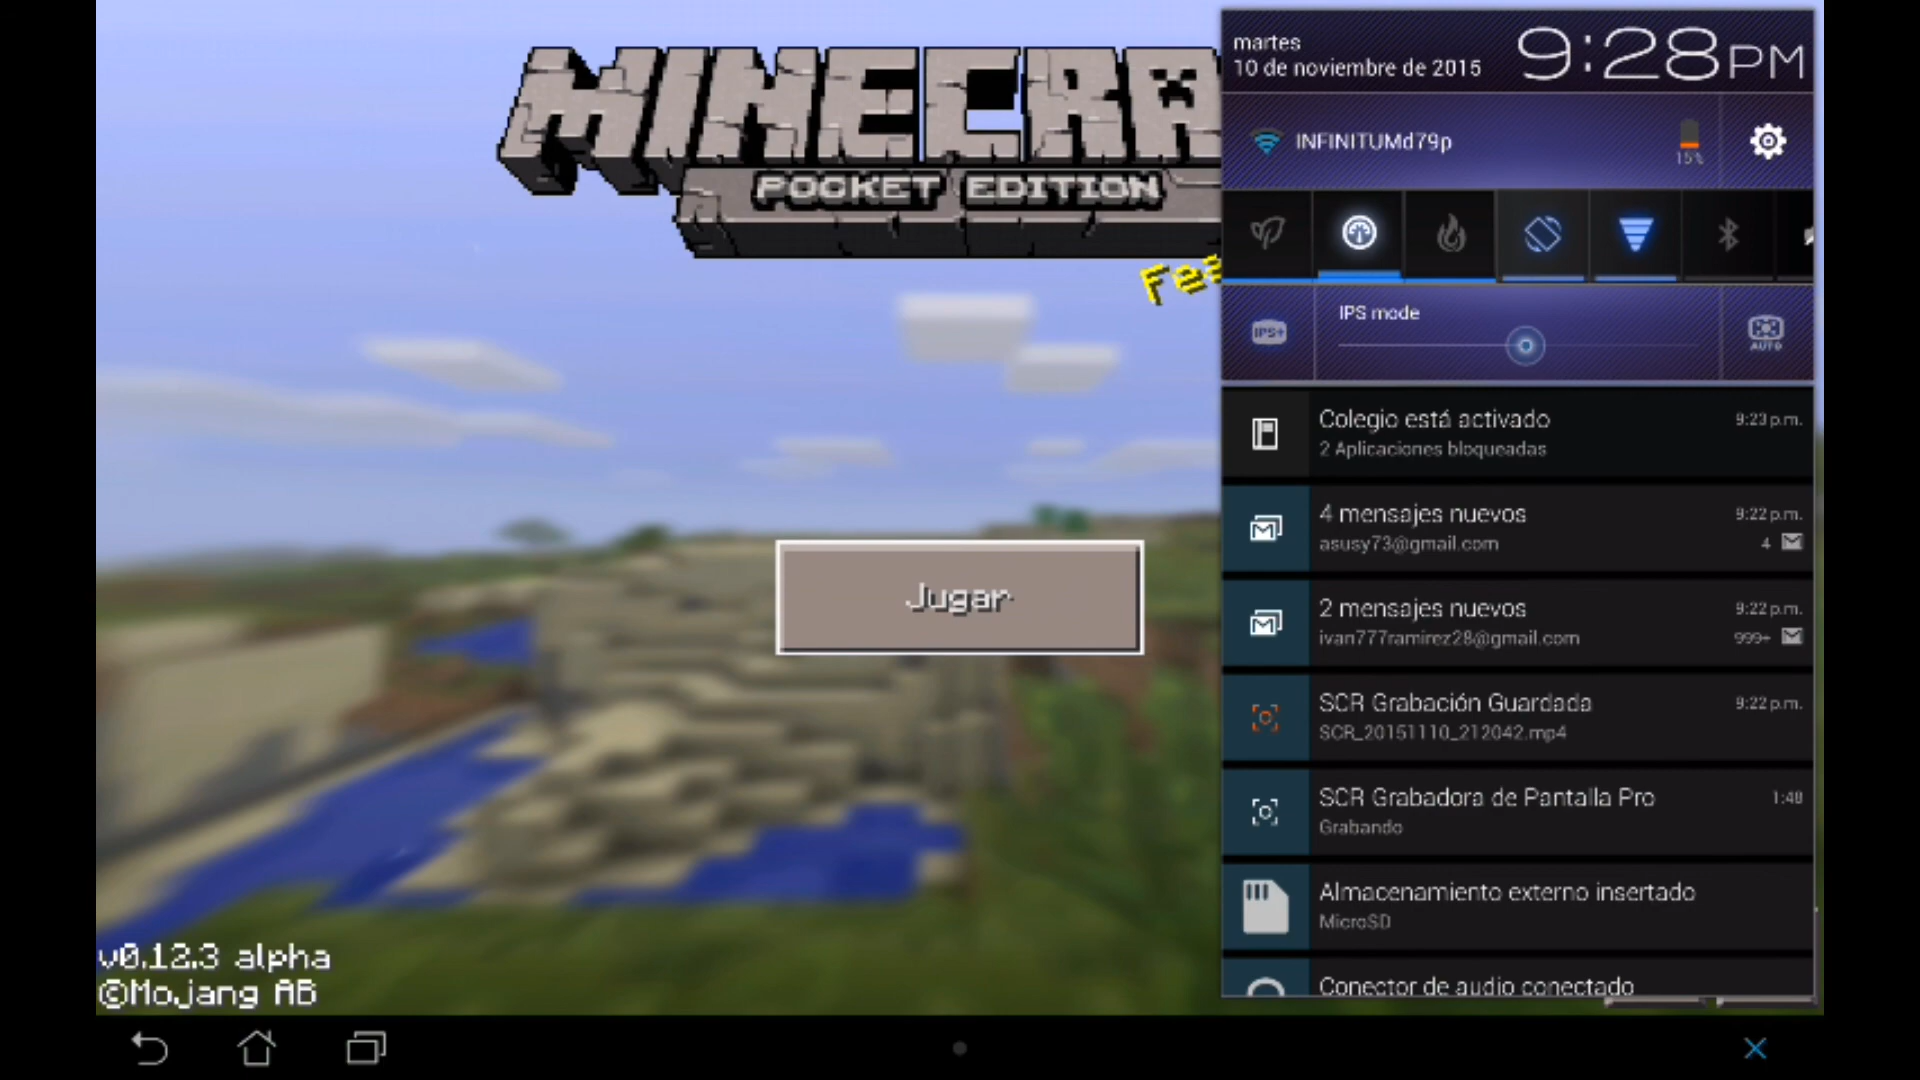 MINECRA
POCKET EDITION
Fea
Jugar
v0.12.3 alpha
©Mojang AB
martes
10 de noviembre de 2015
9:28PM
INFINITUMd79p
15%
IPS mode
IPS+
AUTO
Colegio está activado
9:23 p.m.
2 Aplicaciones bloqueadas
4 mensajes nuevos
9:22 p.m.
asusy73@gmail.com
4
2 mensajes nuevos
9:22 p.m.
ivan777ramirez28@gmail.com
999+
SCR Grabación Guardada
9:22 p.m.
SCR_20151110_212042.mp4
SCR Grabadora de Pantalla Pro
1:48
Grabando
Almacenamiento externo insertado
MicroSD
Conector de audio conectado